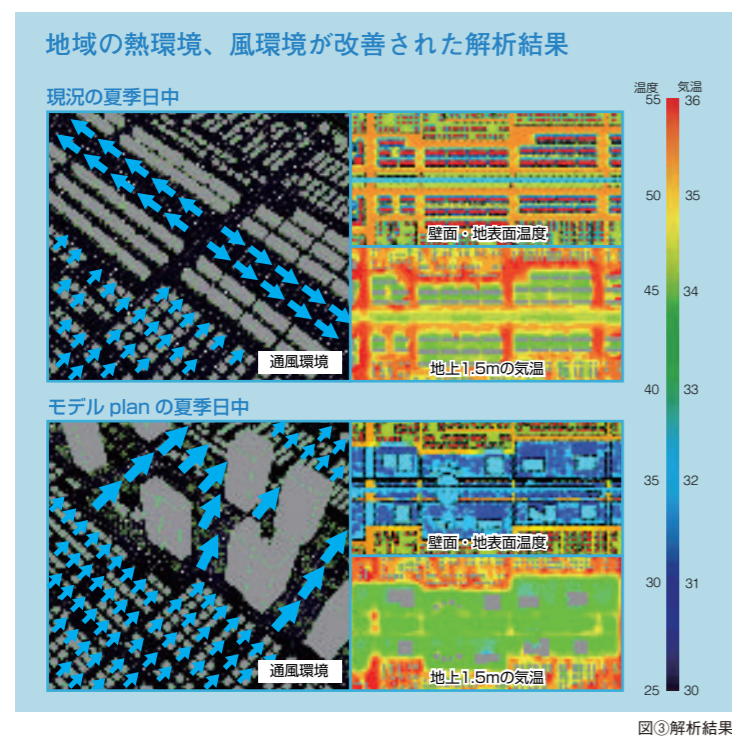 地域の熱環境、風環境が改善された解析結果
現況の夏季日中
壁面・地表面温度
通風環境
地上1.5mの気温
モデル plan の夏季日中
壁面・地表面温度
通風環境
地上1.5mの気温
温度 気温
55 36
50 35
45 34
40 33
35 32
30 31
25 30
図③解析結果